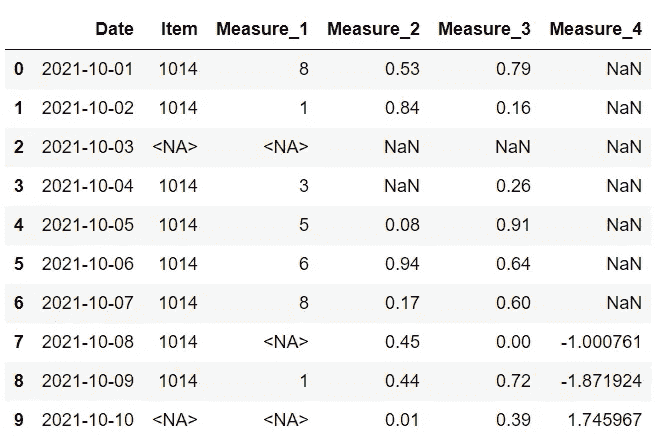 Date Item Measure_1 Measure_2 Measure_3 Measure_4
0 2021-10-01 1014 8 0.53 0.79 NaN
1 2021-10-02 1014 1 0.84 0.16 NaN
2 2021-10-03 <NA> <NA> NaN NaN NaN
3 2021-10-04 1014 3 NaN 0.26 NaN
4 2021-10-05 1014 5 0.08 0.91 NaN
5 2021-10-06 1014 6 0.94 0.64 NaN
6 2021-10-07 1014 8 0.17 0.60 NaN
7 2021-10-08 1014 <NA> 0.45 0.00 -1.000761
8 2021-10-09 1014 1 0.44 0.72 -1.871924
9 2021-10-10 <NA> <NA> 0.01 0.39 1.745967